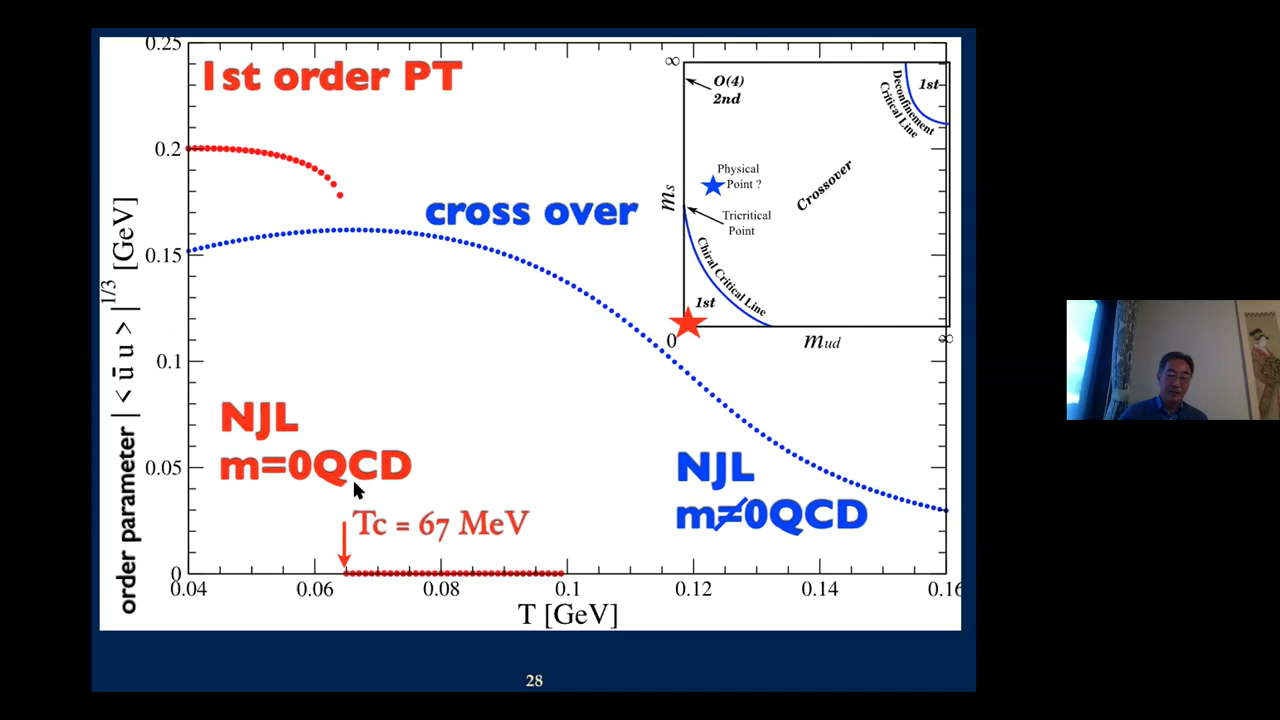 0.25
0.2
0.15
0.1
0.05
0
order parameter | < ū u > |^1/3 [GeV]
1st order PT
cross over
NJL
m=0QCD
Tc = 67 MeV
NJL
m≠0QCD
0.04
0.06
0.08
0.1
0.12
0.14
0.16
T [GeV]
∞
O(4)
2nd
1st
Deconfinement
Critical Line
Physical
Point ?
Crossover
ms
Tricritical
Point
Chiral Critical Line
1st
0
mud
∞
28